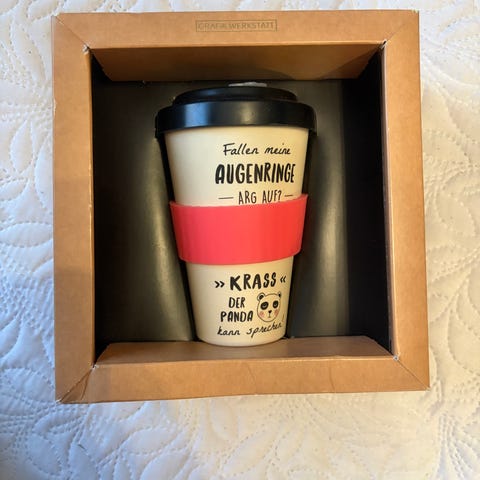 GRAFIK WERKSTATT
Fallen meine
AUGENRINGE
— ARG AUF? —
» KRASS «
DER
PANDA
kann sprechen!